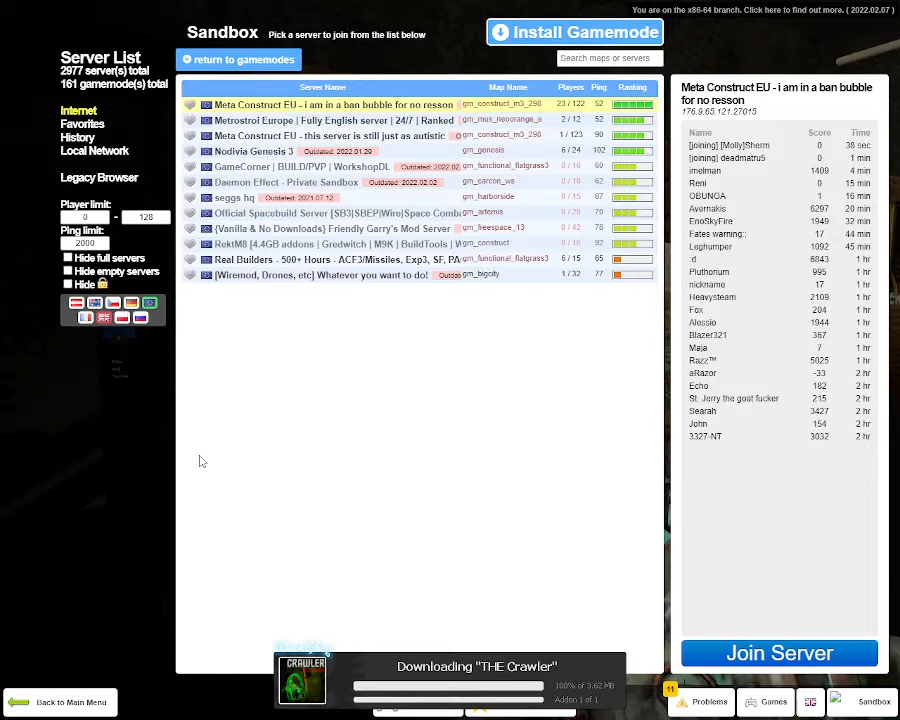 You are on the x86-64 branch. Click here to find out more. ( 2022.02.07 )
Sandbox Pick a server to join from the list below
Install Gamemode
return to gamemodes
Search maps or servers
Server List
2977 server(s) total
161 gamemode(s) total
Internet
Favorites
History
Local Network
Legacy Browser
Player limit:
0 - 128
Ping limit:
2000
Hide full servers
Hide empty servers
Hide
Server Name Map Name Players Ping Ranking
Meta Construct EU - i am in a ban bubble for no resson gm_construct_m3_298 23 / 122 52
Metrostroi Europe | Fully English server | 24/7 | Ranked gm_mus_neoorange_e 2 / 12 52
Meta Construct EU - this server is still just as autistic O gm_construct_m3_298 1 / 123 90
Nodivia Genesis 3 Outdated: 2022.01.29 gm_genesis 6 / 24 102
GameCorner | BUILD/PVP | WorkshopDL Outdated: 2022.02. gm_functional_flatgrass3 0 / 16 60
Daemon Effect - Private Sandbox Outdated: 2022.02.02 gm_carcon_ws 0 / 10 62
seggs hq Outdated: 2021.07.12 gm_harborside 0 / 15 67
Official Spacebuild Server [SB3|SBEP|Wire|Space Comba gm_artemis 0 / 20 70
{Vanilla & No Downloads} Friendly Garry's Mod Server gm_freespace_13 0 / 42 78
RektM8 [4.4GB addons | Gredwitch | M9K | BuildTools | W gm_construct 0 / 16 92
Real Builders - 500+ Hours - ACF3/Missiles, Exp3, SF, PA gm_functional_flatgrass3 6 / 15 65
[Wiremod, Drones, etc] Whatever you want to do! Outdat gm_bigcity 1 / 32 77
Meta Construct EU - i am in a ban bubble
for no resson
176.9.65.121:27015
Name Score Time
[joining] [Molly]Sherm 0 38 sec
[joining] deadmatru5 0 1 min
imelman 1409 4 min
Reni 0 15 min
OBUNGA 1 16 min
Avernakis 6297 20 min
EnoSkyFire 1949 32 min
Fates warning:: 17 44 min
Leghumper 1092 45 min
:d 6843 1 hr
Pluthorium 995 1 hr
nickname 17 1 hr
Heavysteam 2109 1 hr
Fox 204 1 hr
Alessio 1944 1 hr
Blazer321 367 1 hr
Maja 7 1 hr
Razz™ 5025 1 hr
aRazor -33 2 hr
Echo 182 2 hr
St. Jerry the goat fucker 215 2 hr
Searah 3427 2 hr
John 154 2 hr
3327-NT 3032 2 hr
Join Server
CRAWLER
Downloading "THE Crawler"
100% of 3.62 MB
Addon 1 of 1
Back to Main Menu
11
Problems
Games
Sandbox